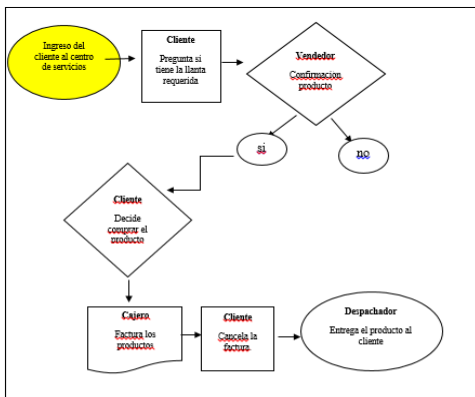 Ingreso del
cliente al centro
de servicios
Cliente
Pregunta si
tiene la llanta
requerida
Vendedor
Confirmacion
producto
si
no
Cliente
Decide
comprar el
producto
Cajero
Factura los
productos
Cliente
Cancela la
factura
Despachador
Entrega el producto al
cliente